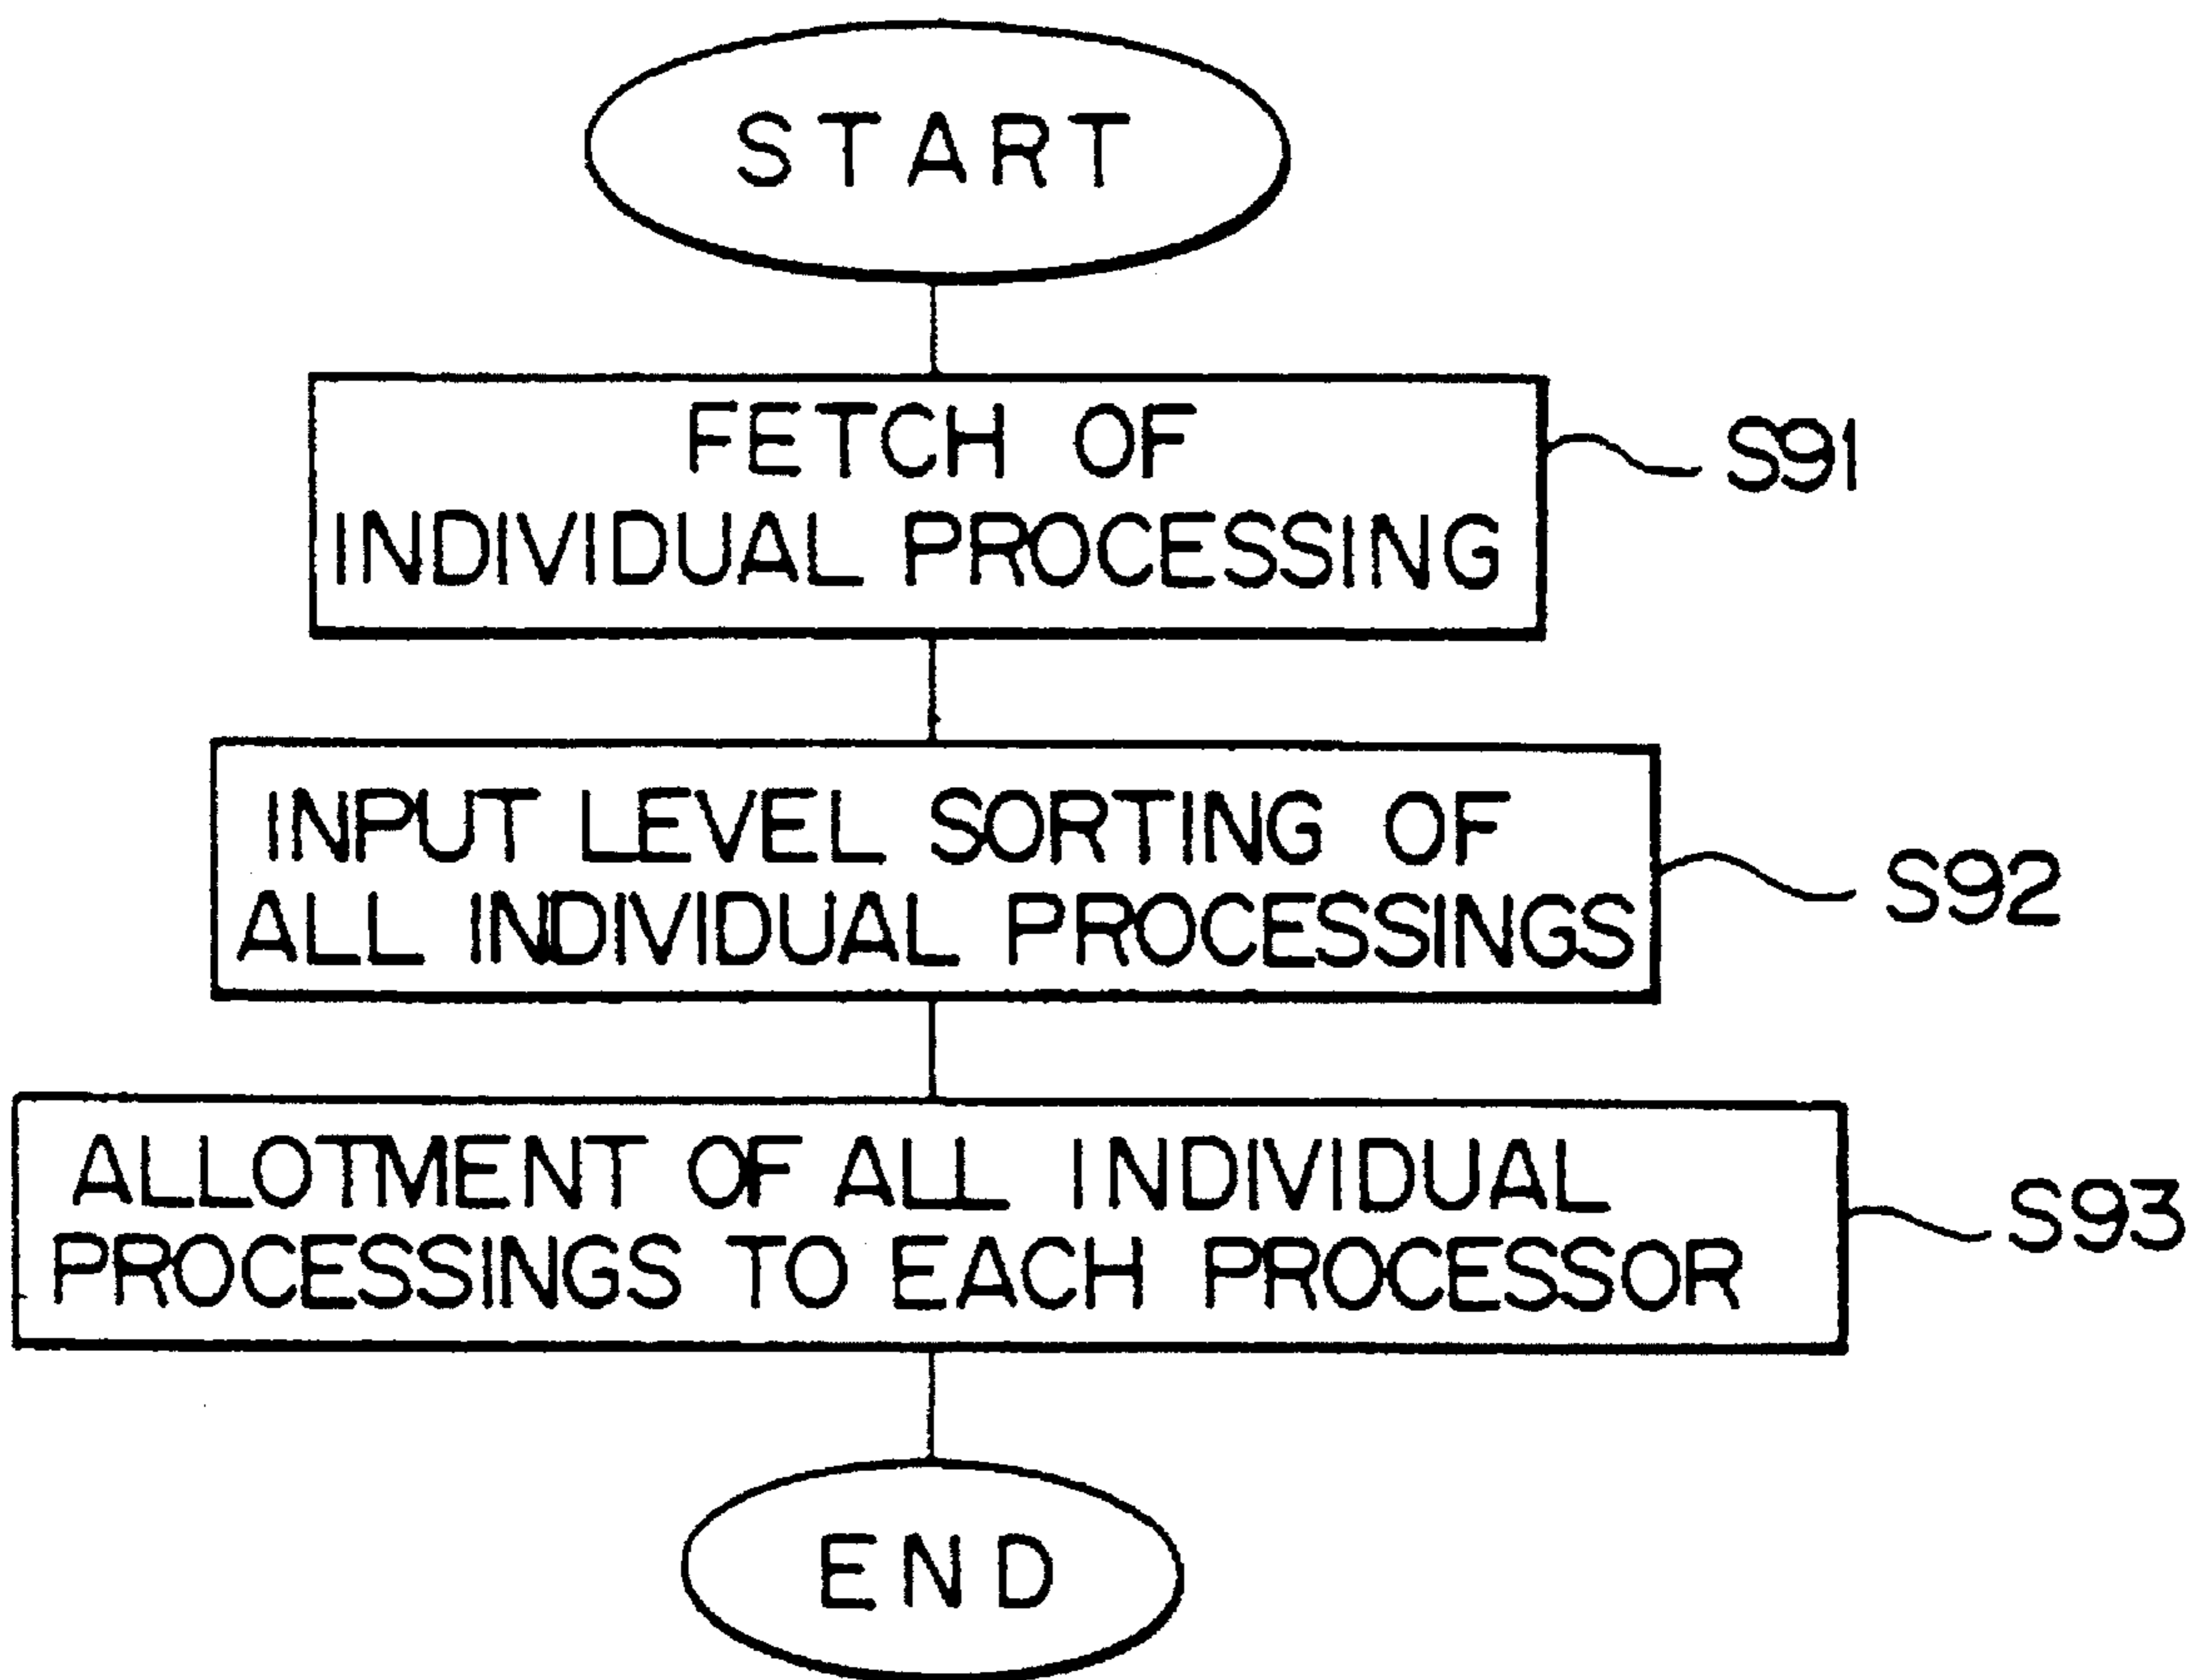 START
FETCH OF
INDIVIDUAL PROCESSING
S91
INPUT LEVEL SORTING OF
ALL INDIVIDUAL PROCESSINGS
S92
ALLOTMENT OF ALL INDIVIDUAL
PROCESSINGS TO EACH PROCESSOR
S93
END